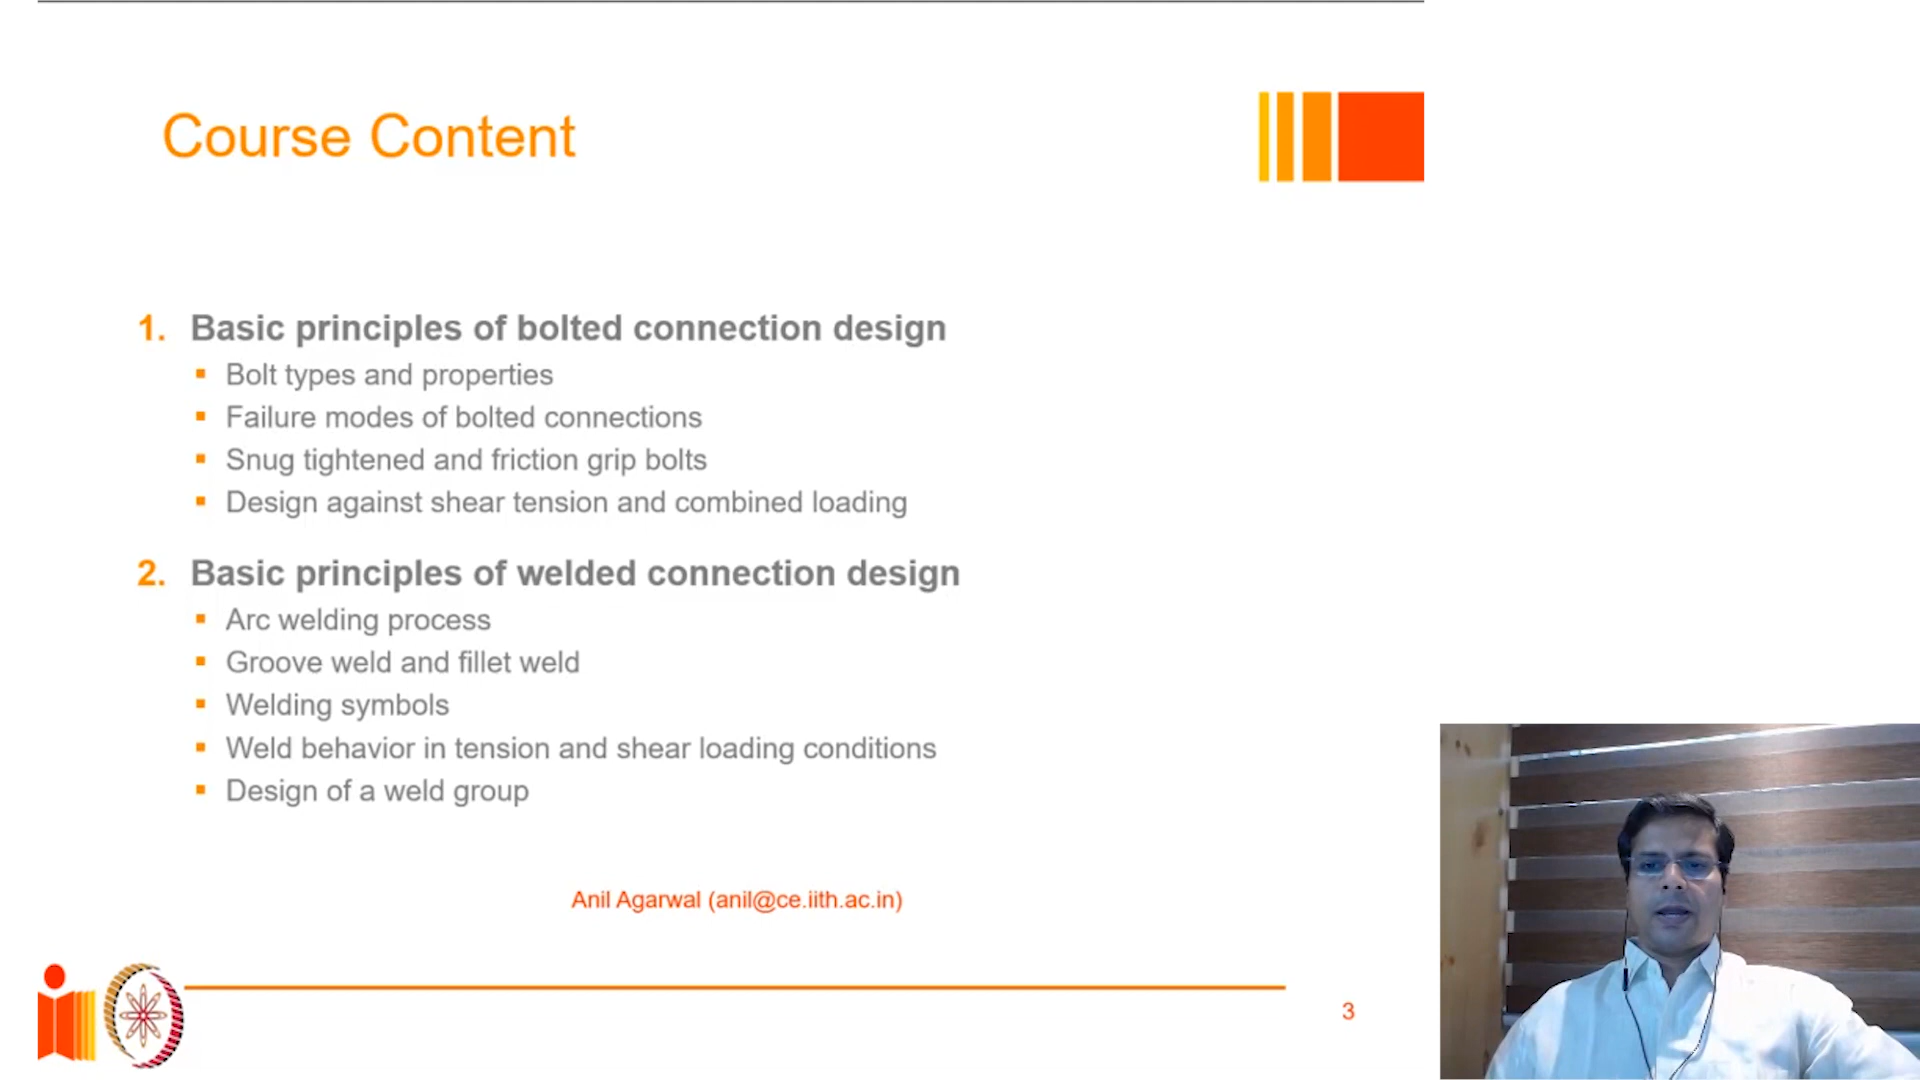 Course Content
1. Basic principles of bolted connection design
▪ Bolt types and properties
▪ Failure modes of bolted connections
▪ Snug tightened and friction grip bolts
▪ Design against shear tension and combined loading
2. Basic principles of welded connection design
▪ Arc welding process
▪ Groove weld and fillet weld
▪ Welding symbols
▪ Weld behavior in tension and shear loading conditions
▪ Design of a weld group
Anil Agarwal (anil@ce.iith.ac.in)
3